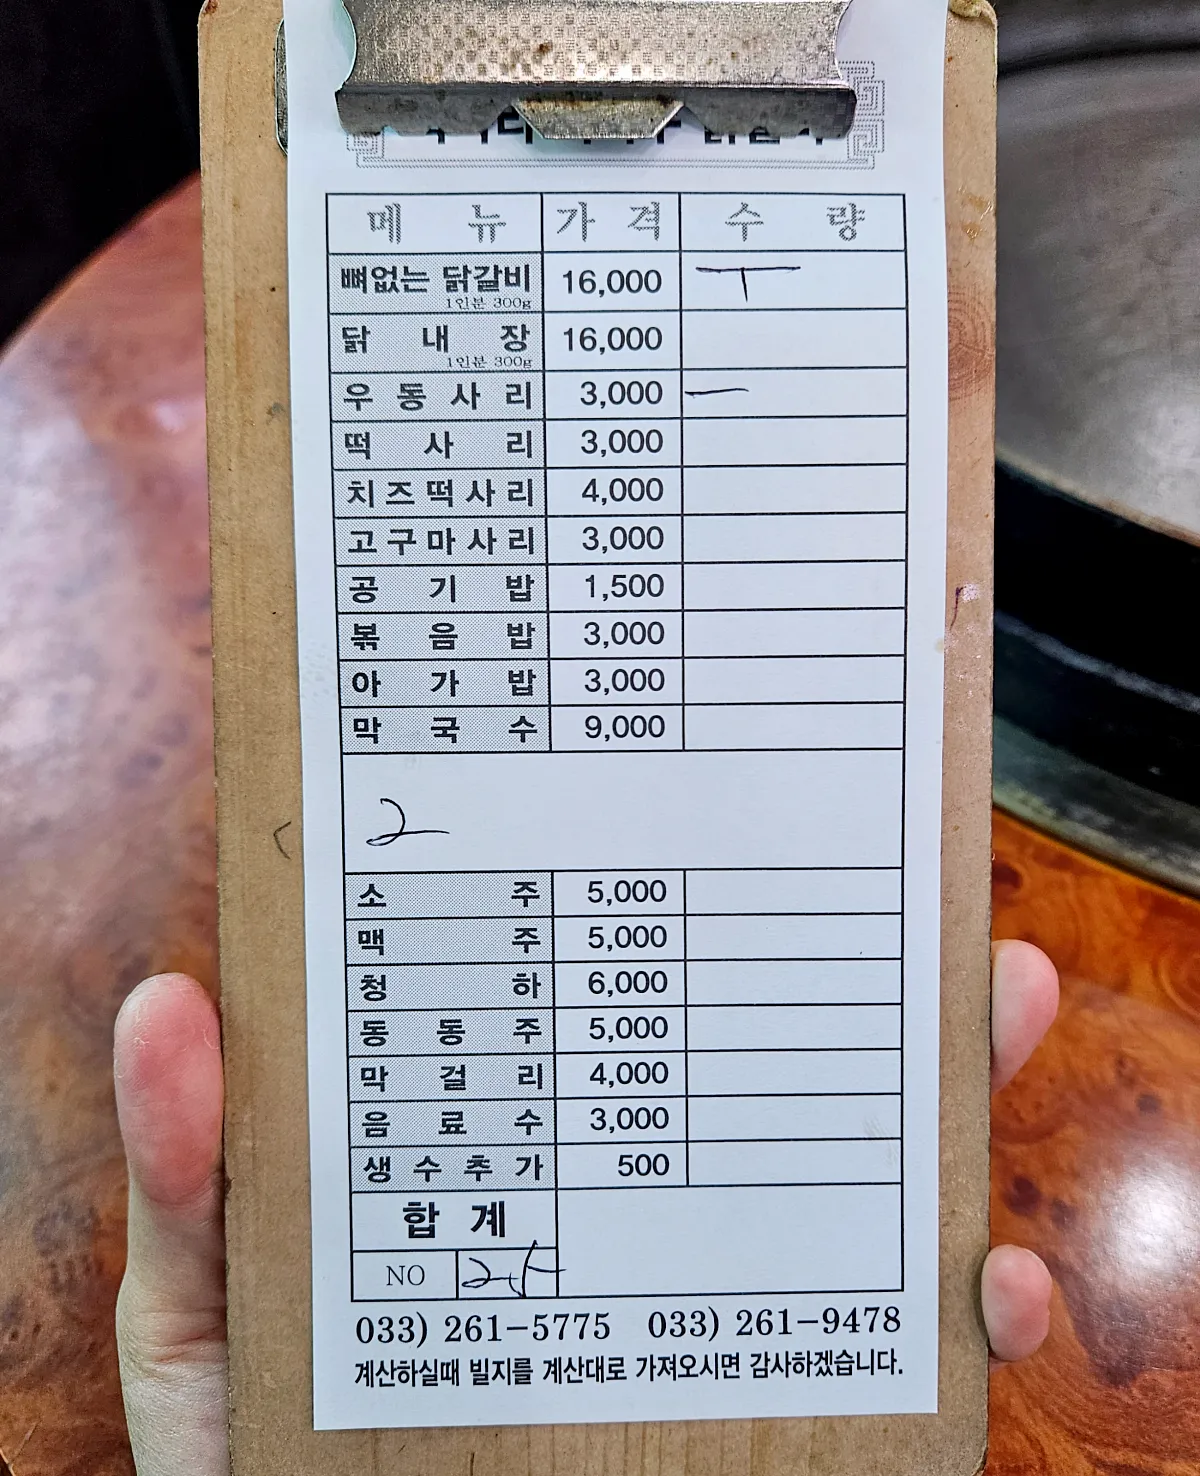 메뉴 가격 수량
뼈없는 닭갈비 16,000 ㅜ
1인분 300g
닭내장 16,000
1인분 300g
우동사리 3,000 一
떡사리 3,000
치즈떡사리 4,000
고구마사리 3,000
공기밥 1,500
볶음밥 3,000
아가밥 3,000
막국수 9,000
2
소주 5,000
맥주 5,000
청하 6,000
동동주 5,000
막걸리 4,000
음료수 3,000
생수추가 500
합계
NO
033) 261-5775 033) 261-9478
계산하실때 빌지를 계산대로 가져오시면 감사하겠습니다.